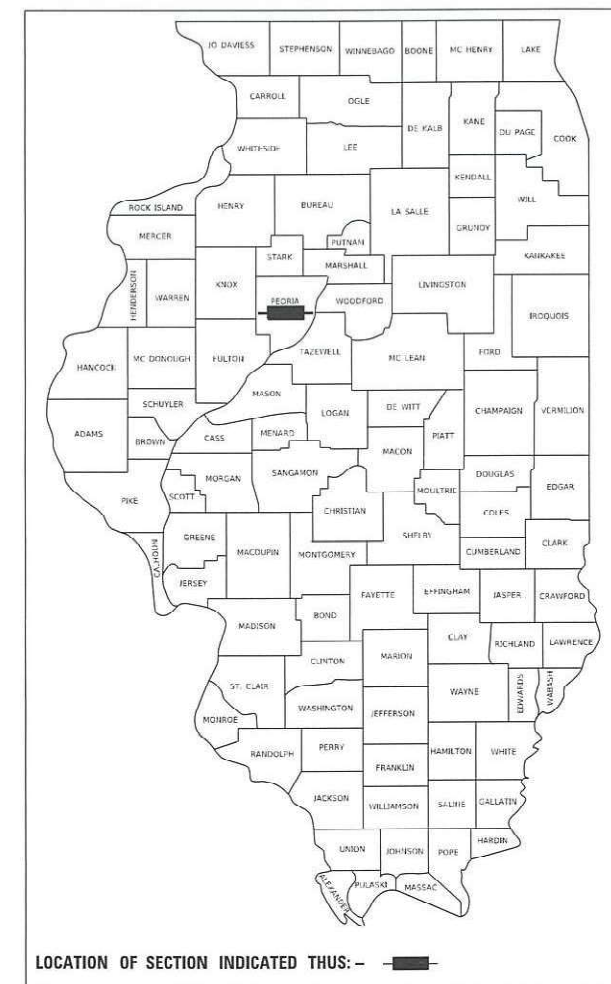 JO DAVIESS STEPHENSON WINNEBAGO BOONE MC HENRY LAKE
CARROLL OGLE DE KALB KANE DU PAGE COOK
WHITESIDE LEE KENDALL WILL
ROCK ISLAND HENRY BUREAU LA SALLE GRUNDY
MERCER PUTNAM
STARK MARSHALL KANKAKEE
HENDERSON WARREN KNOX PEORIA WOODFORD LIVINGSTON IROQUOIS
HANCOCK MC DONOUGH FULTON TAZEWELL MC LEAN FORD
SCHUYLER MASON LOGAN DE WITT CHAMPAIGN VERMILION
ADAMS BROWN CASS MENARD MACON PIATT
PIKE SCOTT MORGAN SANGAMON MOULTRIE DOUGLAS EDGAR
CHRISTIAN COLES
CALHOUN GREENE MACOUPIN MONTGOMERY SHELBY CUMBERLAND CLARK
JERSEY FAYETTE EFFINGHAM JASPER CRAWFORD
MADISON BOND CLAY RICHLAND LAWRENCE
CLINTON MARION
ST. CLAIR WAYNE EDWARDS WABASH
MONROE WASHINGTON JEFFERSON
RANDOLPH PERRY HAMILTON WHITE
FRANKLIN
JACKSON WILLIAMSON SALINE GALLATIN
UNION JOHNSON POPE HARDIN
ALEXANDER PULASKI MASSAC
LOCATION OF SECTION INDICATED THUS: –